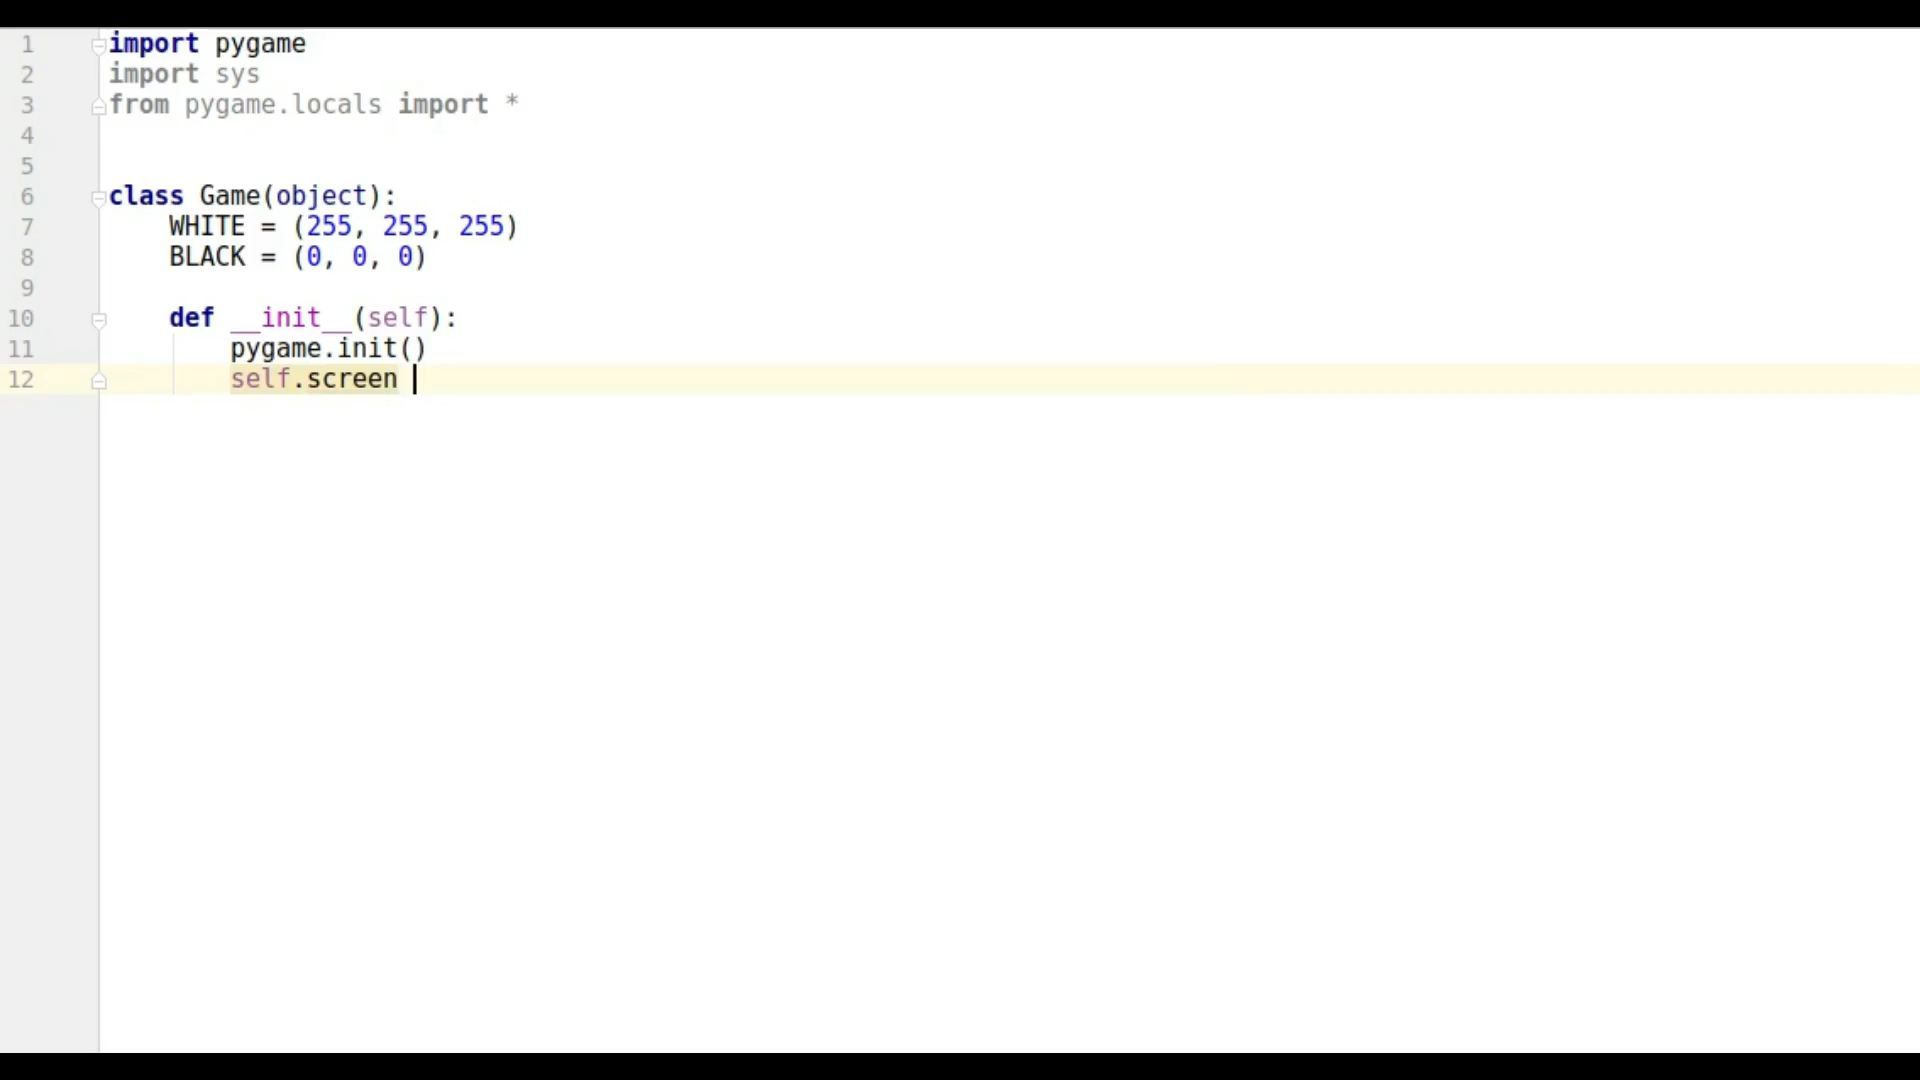 1 import pygame
2 import sys
3 from pygame.locals import *
4
5
6 class Game(object):
7     WHITE = (255, 255, 255)
8     BLACK = (0, 0, 0)
9
10     def __init__(self):
11         pygame.init()
12         self.screen